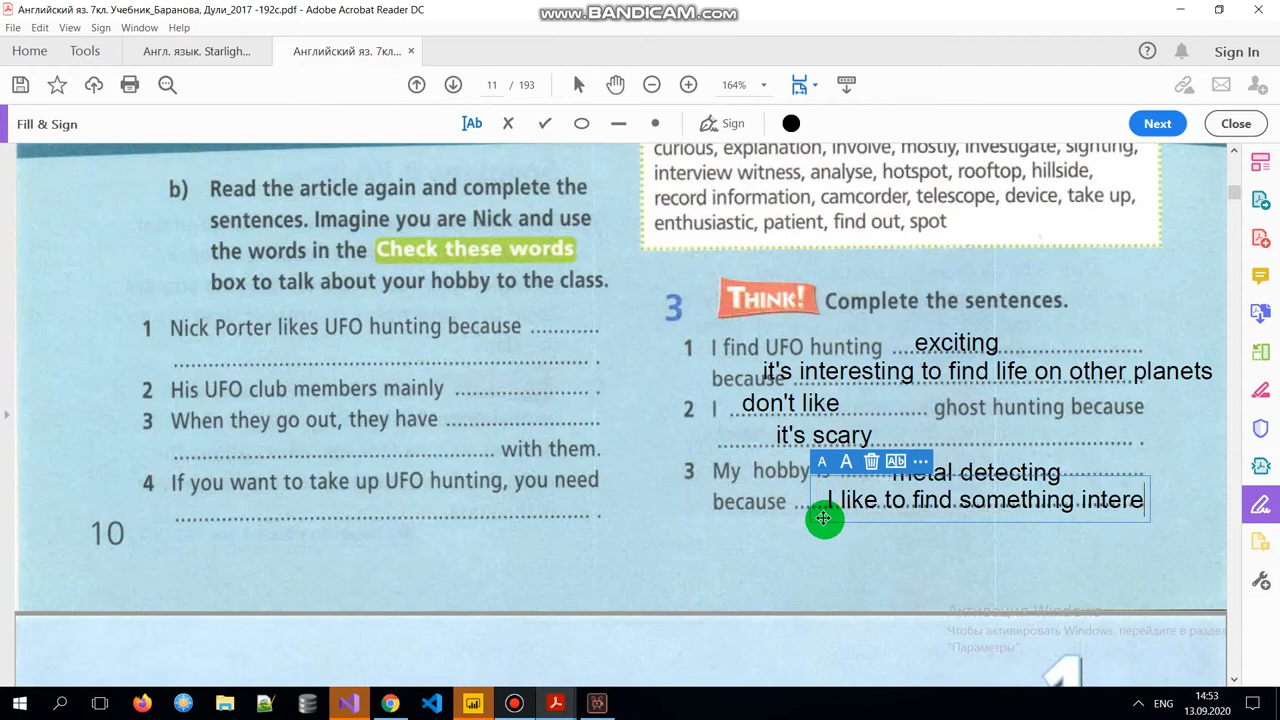 Английский яз. 7кл. Учебник_Баранова, Дули_2017 -192с.pdf - Adobe Acrobat Reader DC
www.BANDICAM.com
File Edit View Sign Window Help
Home Tools Англ. язык. Starligh... Английский яз. 7кл... × Sign In
11 / 193 164%
Fill & Sign Ab Sign Next Close
b) Read the article again and complete the
sentences. Imagine you are Nick and use
the words in the Check these words
box to talk about your hobby to the class.
1 Nick Porter likes UFO hunting because ............
.................................................................. .
2 His UFO club members mainly ........................ .
3 When they go out, they have ..........................
................................................... with them.
4 If you want to take up UFO hunting, you need
.................................................................. .
10
curious, explanation, involve, mostly, investigate, sighting,
interview witness, analyse, hotspot, rooftop, hillside,
record information, camcorder, telescope, device, take up,
enthusiastic, patient, find out, spot
3 THINK! Complete the sentences.
1 I find UFO hunting .... exciting ..........................
because it's interesting to find life on other planets
2 I don't like ................ ghost hunting because
it's scary .......................................... .
3 My hobby is metal detecting ................
because ..... I like to find something intere
A A Ab ...
Активация Windows
Чтобы активировать Windows, перейдите в раздел
"Параметры".
1
ENG
14:53
13.09.2020